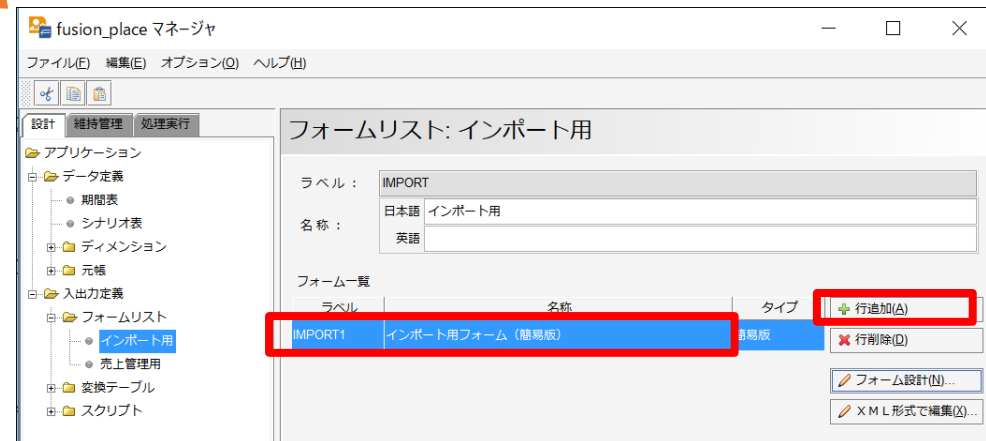 fusion_place マネージャ
ファイル(F) 編集(E) オプション(O) ヘルプ(H)
設計 維持管理 処理実行
アプリケーション
データ定義
期間表
シナリオ表
ディメンション
元帳
入出力定義
フォームリスト
インポート用
売上管理用
変換テーブル
スクリプト
フォームリスト: インポート用
ラベル: IMPORT
名称:
日本語 インポート用
英語
フォーム一覧
ラベル 名称 タイプ
IMPORT1 インポート用フォーム（簡易版） 簡易版
行追加(A)
行削除(D)
フォーム設計(N)...
XML形式で編集(X)...